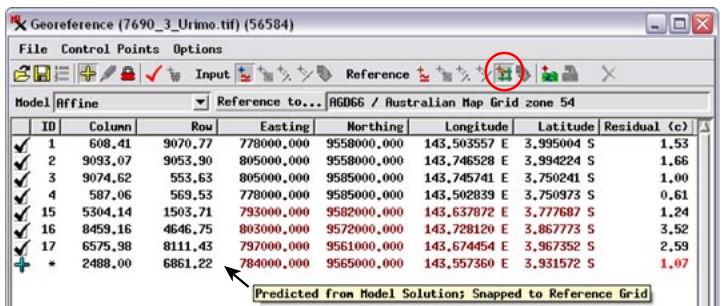 Georeference (7690_3_Urimo.tif) (56584)
File Control Points Options
Input Reference
Model Affine Reference to... AGD66 / Australian Map Grid zone 54
ID Column Row Easting Northing Longitude Latitude Residual (c)
1 608.41 9070.77 778000.000 9558000.000 143.503557 E 3.995004 S 1.53
2 9093.07 9053.90 805000.000 9558000.000 143.746528 E 3.994224 S 1.66
3 9074.62 553.63 805000.000 9585000.000 143.745741 E 3.750241 S 1.00
4 587.06 569.53 778000.000 9585000.000 143.502839 E 3.750973 S 0.61
15 5304.14 1503.71 793000.000 9582000.000 143.637872 E 3.777687 S 1.24
16 8459.16 4646.75 803000.000 9572000.000 143.728120 E 3.867773 S 3.52
17 6575.98 8111.43 797000.000 9561000.000 143.674454 E 3.967352 S 2.59
* 2488.00 6861.22 784000.000 9565000.000 143.557360 E 3.931572 S 1.07
Predicted from Model Solution; Snapped to Reference Grid